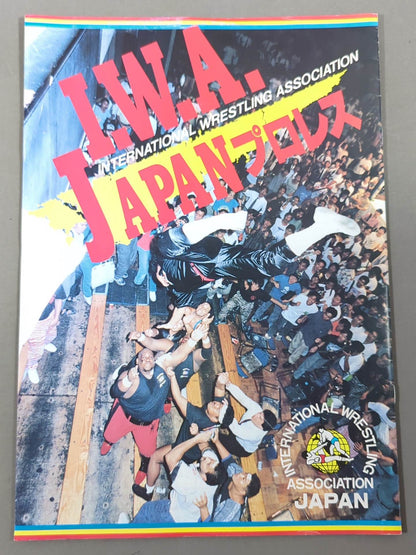 I.W.A.
INTERNATIONAL WRESTLING ASSOCIATION
JAPANプロレス
INTERNATIONAL WRESTLING
ASSOCIATION
JAPAN